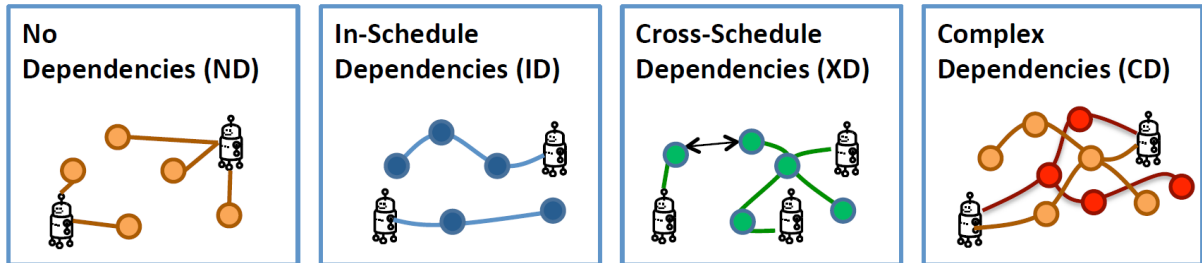 No
Dependencies (ND)
In-Schedule
Dependencies (ID)
Cross-Schedule
Dependencies (XD)
Complex
Dependencies (CD)